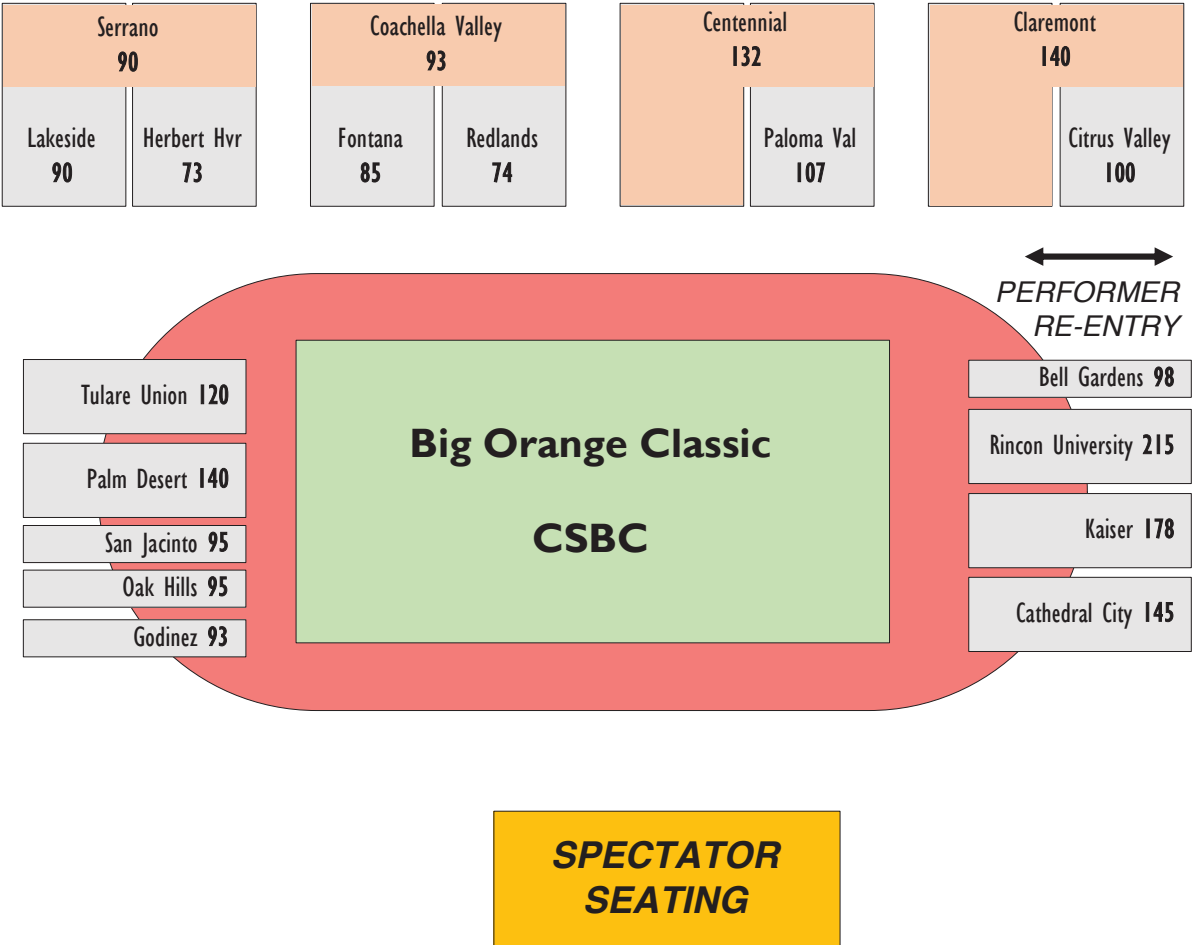 Serrano
90
Coachella Valley
93
Centennial
132
Claremont
140
Lakeside
90
Herbert Hvr
73
Fontana
85
Redlands
74
Paloma Val
107
Citrus Valley
100
PERFORMER
RE-ENTRY
Tulare Union 120
Palm Desert 140
San Jacinto 95
Oak Hills 95
Godinez 93
Big Orange Classic
CSBC
Bell Gardens 98
Rincon University 215
Kaiser 178
Cathedral City 145
SPECTATOR
SEATING